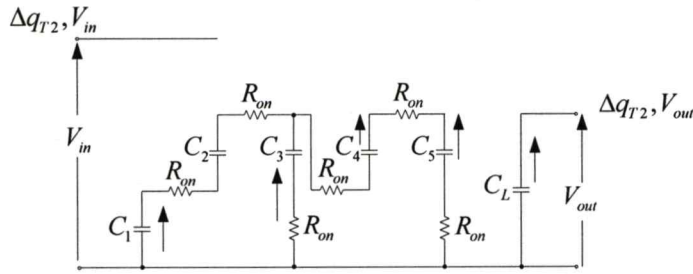 Δq_{T2}, V_{in}
R_{on}
R_{on}
Δq_{T2}, V_{out}
V_{in}
C_2
C_3
C_4
C_5
R_{on}
R_{on}
C_L
V_{out}
C_1
R_{on}
R_{on}